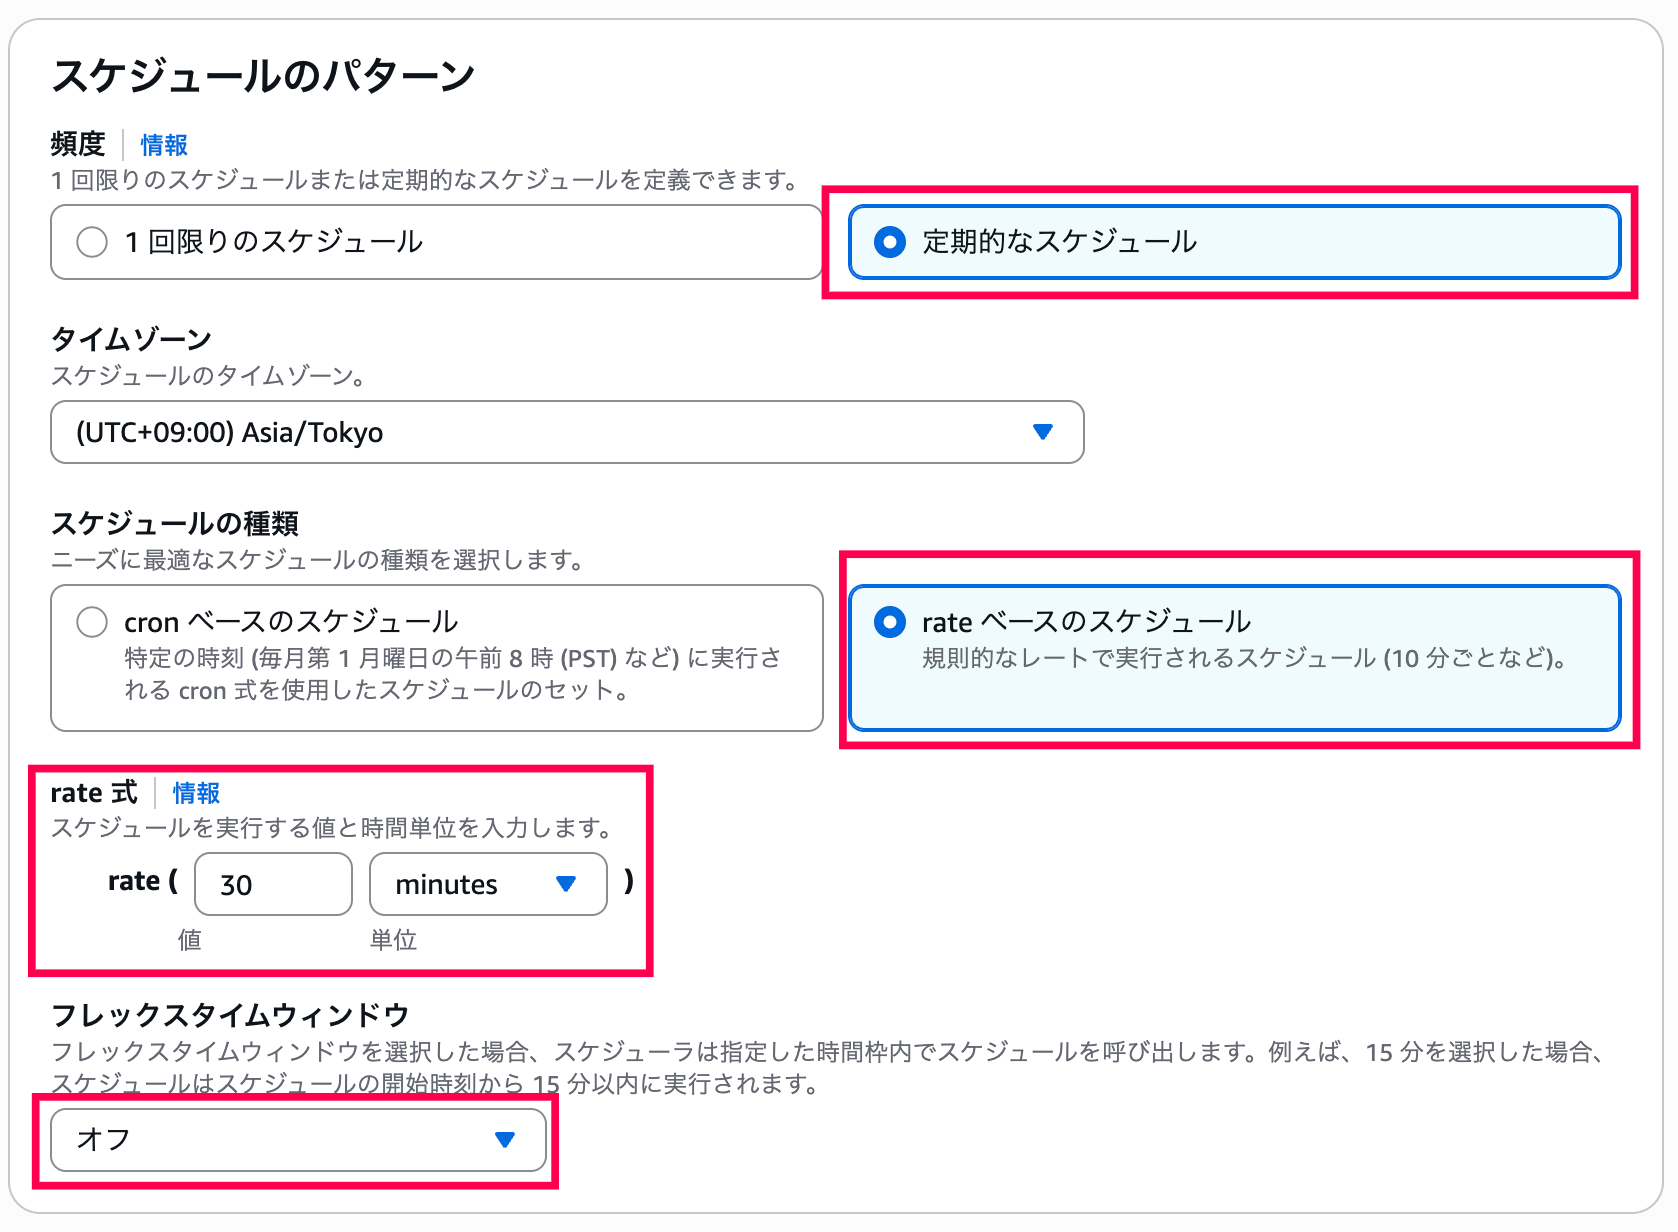 スケジュールのパターン
頻度 情報
1 回限りのスケジュールまたは定期的なスケジュールを定義できます。
1 回限りのスケジュール
定期的なスケジュール
タイムゾーン
スケジュールのタイムゾーン。
(UTC+09:00) Asia/Tokyo
スケジュールの種類
ニーズに最適なスケジュールの種類を選択します。
cron ベースのスケジュール
特定の時刻 (毎月第 1 月曜日の午前 8 時 (PST) など) に実行さ
れる cron 式を使用したスケジュールのセット。
rate ベースのスケジュール
規則的なレートで実行されるスケジュール (10 分ごとなど)。
rate 式 情報
スケジュールを実行する値と時間単位を入力します。
rate ( 30 minutes )
値 単位
フレックスタイムウィンドウ
フレックスタイムウィンドウを選択した場合、スケジューラは指定した時間枠内でスケジュールを呼び出します。例えば、15 分を選択した場合、
スケジュールはスケジュールの開始時刻から 15 分以内に実行されます。
オフ